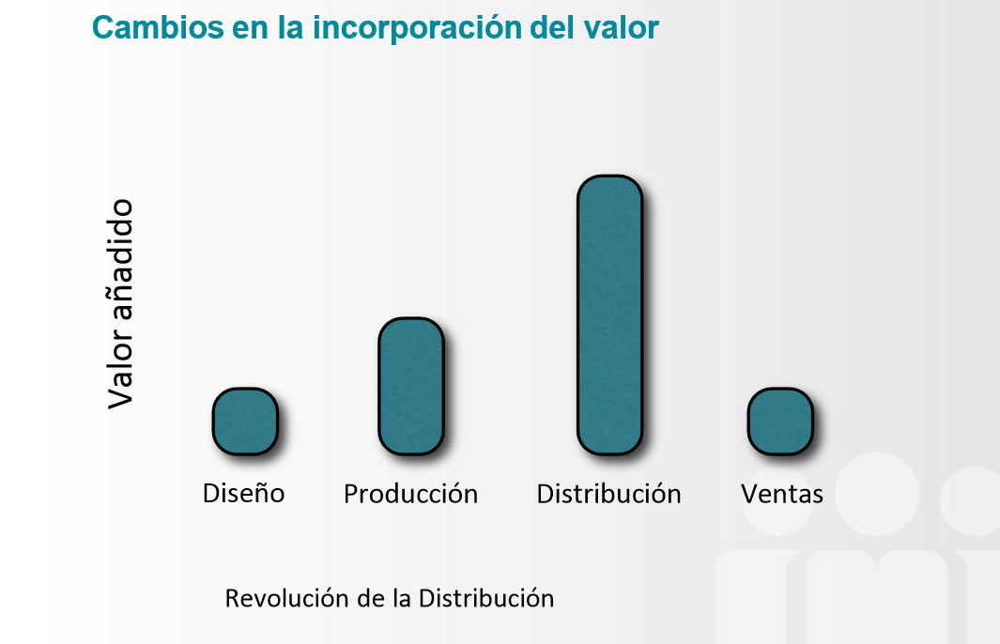 Cambios en la incorporación del valor
Valor añadido
Diseño
Producción
Distribución
Ventas
Revolución de la Distribución